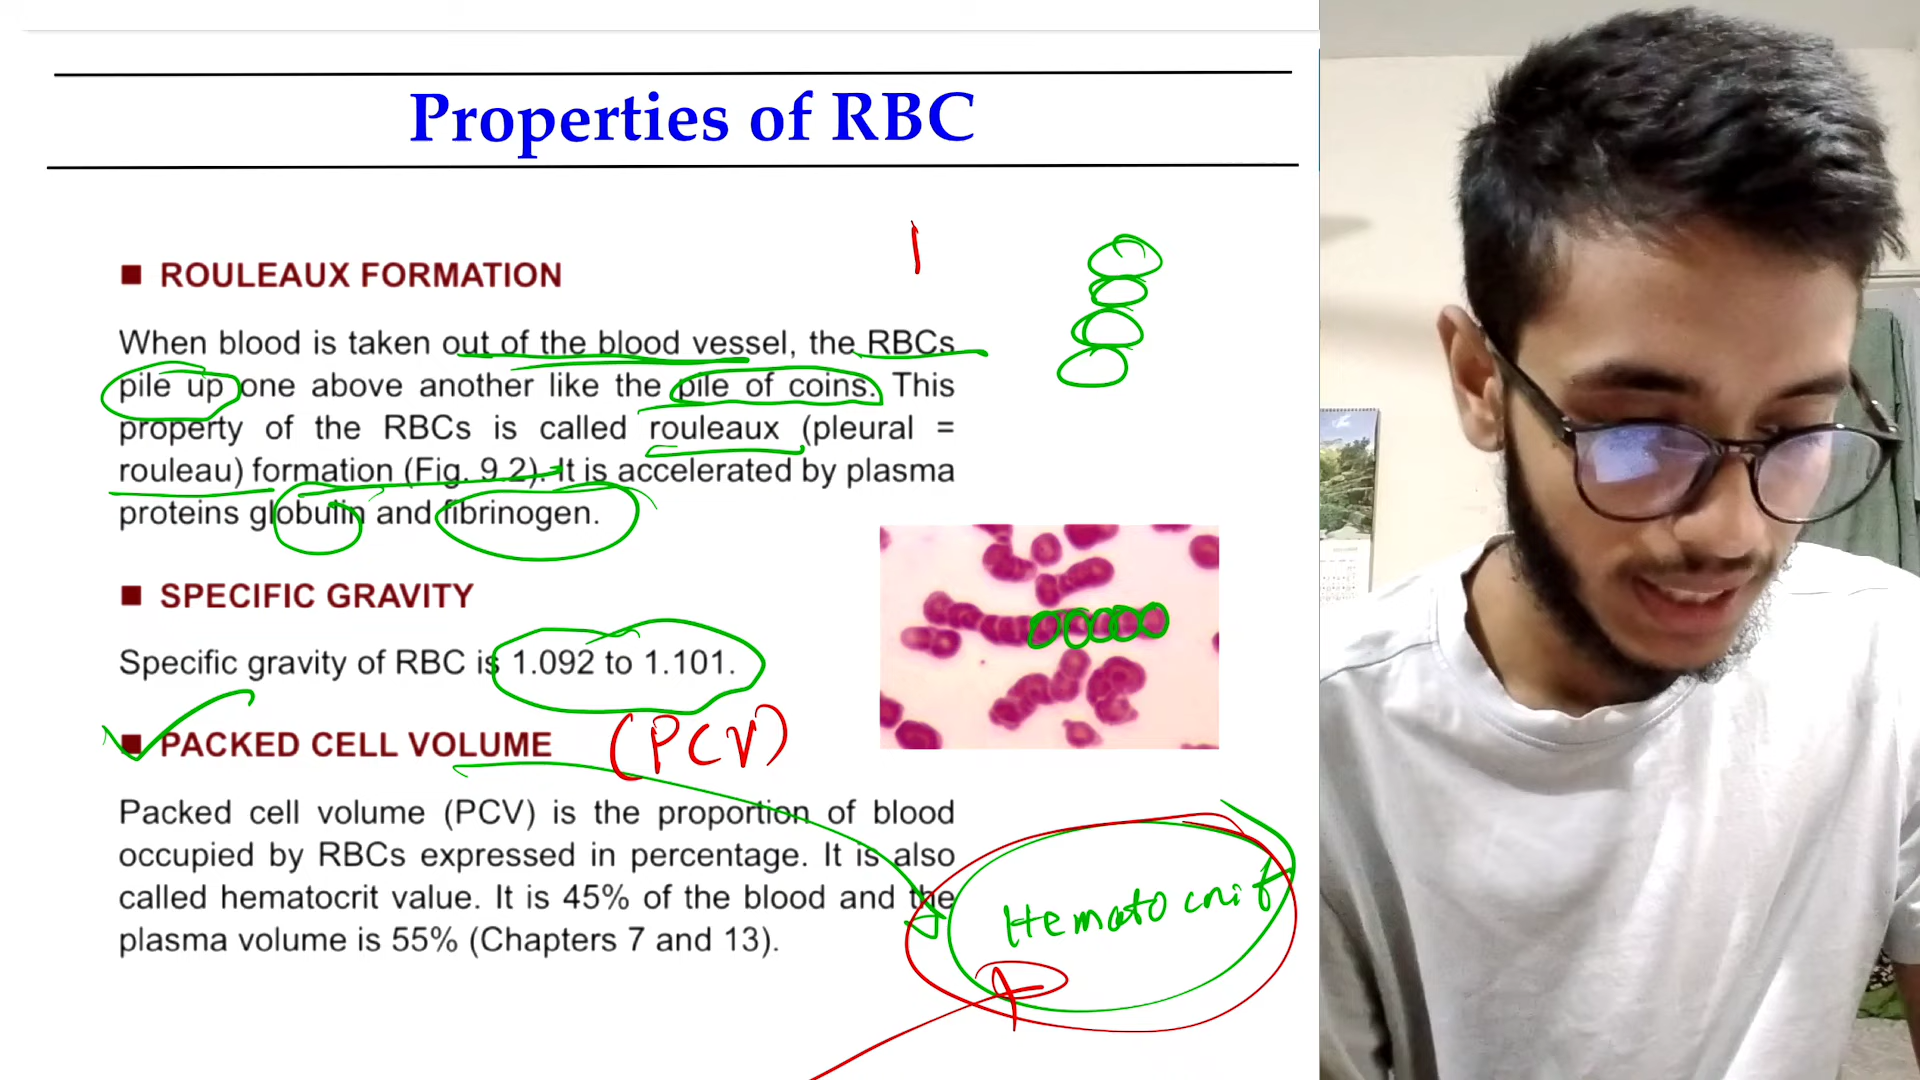 Properties of RBC
ROULEAUX FORMATION
When blood is taken out of the blood vessel, the RBCs
pile up one above another like the pile of coins. This
property of the RBCs is called rouleaux (pleural =
rouleau) formation (Fig. 9.2). It is accelerated by plasma
proteins globulin and fibrinogen.
SPECIFIC GRAVITY
Specific gravity of RBC is 1.092 to 1.101.
PACKED CELL VOLUME (PCV)
Packed cell volume (PCV) is the proportion of blood
occupied by RBCs expressed in percentage. It is also
called hematocrit value. It is 45% of the blood and the
plasma volume is 55% (Chapters 7 and 13).
Hematocrit